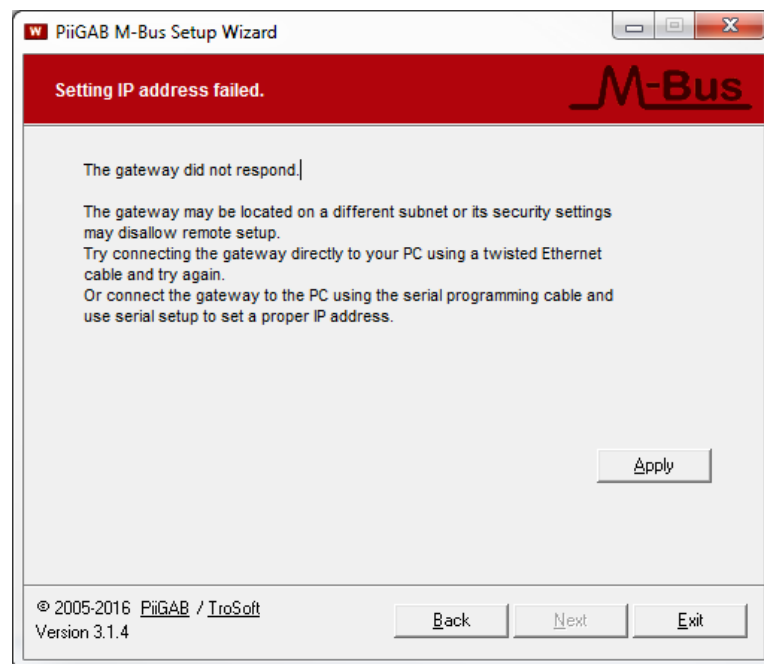 PiiGAB M-Bus Setup Wizard
Setting IP address failed.
M-Bus
The gateway did not respond.
The gateway may be located on a different subnet or its security settings
may disallow remote setup.
Try connecting the gateway directly to your PC using a twisted Ethernet
cable and try again.
Or connect the gateway to the PC using the serial programming cable and
use serial setup to set a proper IP address.
Apply
© 2005-2016 PiiGAB / TroSoft
Version 3.1.4
Back
Next
Exit